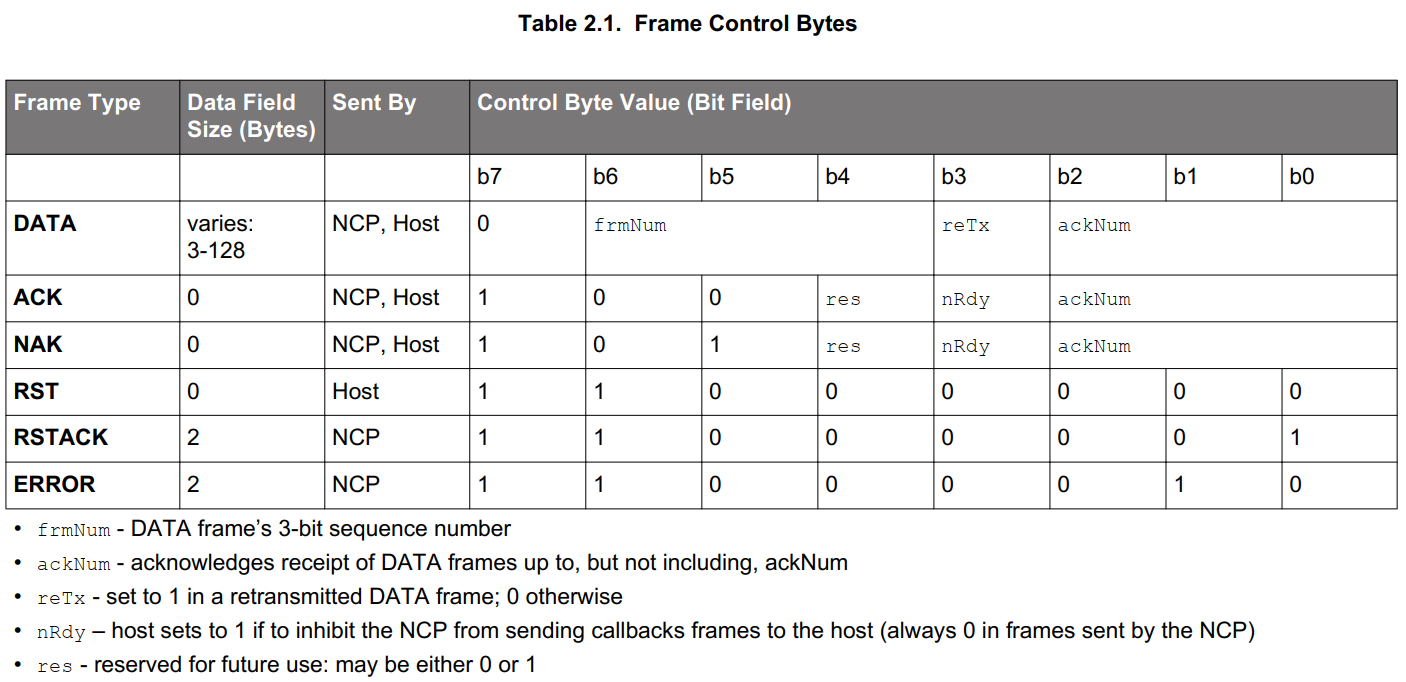 Table 2.1. Frame Control Bytes
Frame Type Data Field Sent By Control Byte Value (Bit Field)
Size (Bytes)
b7 b6 b5 b4 b3 b2 b1 b0
DATA varies: NCP, Host 0 frmNum reTx ackNum
3-128
ACK 0 NCP, Host 1 0 0 res nRdy ackNum
NAK 0 NCP, Host 1 0 1 res nRdy ackNum
RST 0 Host 1 1 0 0 0 0 0 0
RSTACK 2 NCP 1 1 0 0 0 0 0 1
ERROR 2 NCP 1 1 0 0 0 0 1 0
• frmNum - DATA frame’s 3-bit sequence number
• ackNum - acknowledges receipt of DATA frames up to, but not including, ackNum
• reTx - set to 1 in a retransmitted DATA frame; 0 otherwise
• nRdy – host sets to 1 if to inhibit the NCP from sending callbacks frames to the host (always 0 in frames sent by the NCP)
• res - reserved for future use: may be either 0 or 1